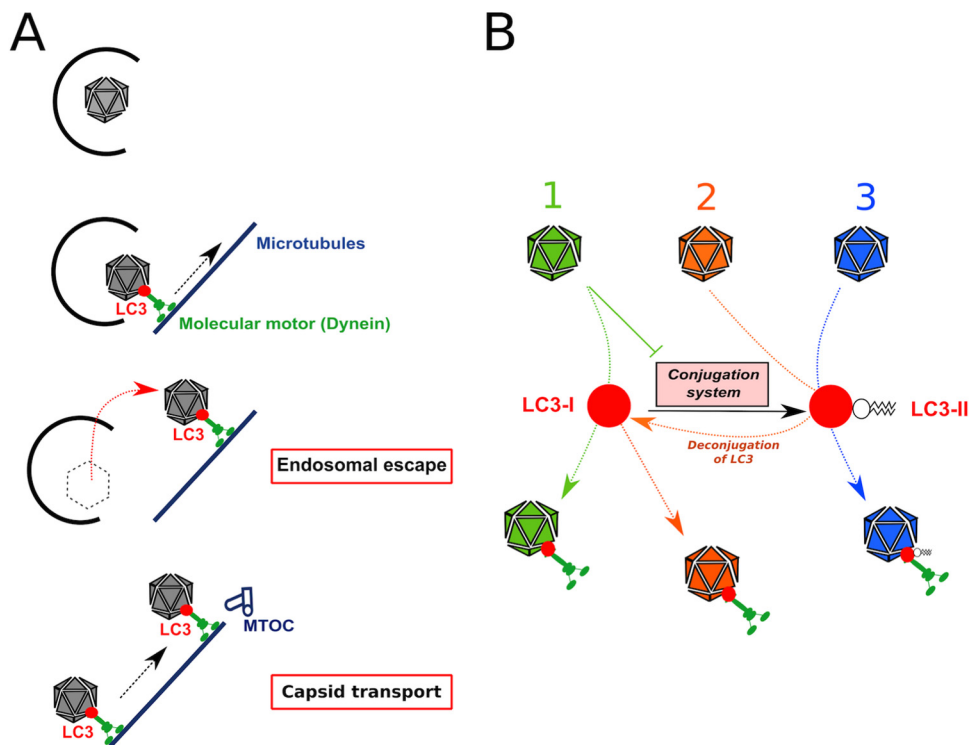 A
Microtubules
LC3
Molecular motor (Dynein)
LC3
Endosomal escape
LC3
MTOC
LC3
Capsid transport
B
1
2
3
Conjugation
system
LC3-I
LC3-II
Deconjugation
of LC3